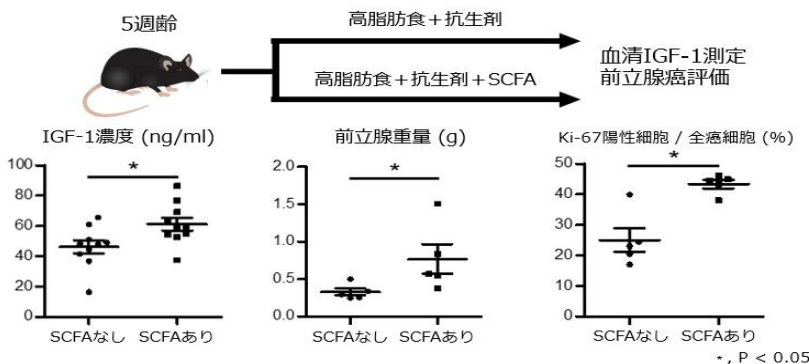 5週齢
高脂肪食+抗生剤
高脂肪食+抗生剤+SCFA
血清IGF-1測定
前立腺癌評価
IGF-1濃度 (ng/ml)
*
100
80
60
40
20
0
SCFAなし SCFAあり
前立腺重量 (g)
*
2.0
1.5
1.0
0.5
0.0
SCFAなし SCFAあり
Ki-67陽性細胞 / 全癌細胞 (%)
*
50
40
30
20
10
0
SCFAなし SCFAあり
*, P < 0.05